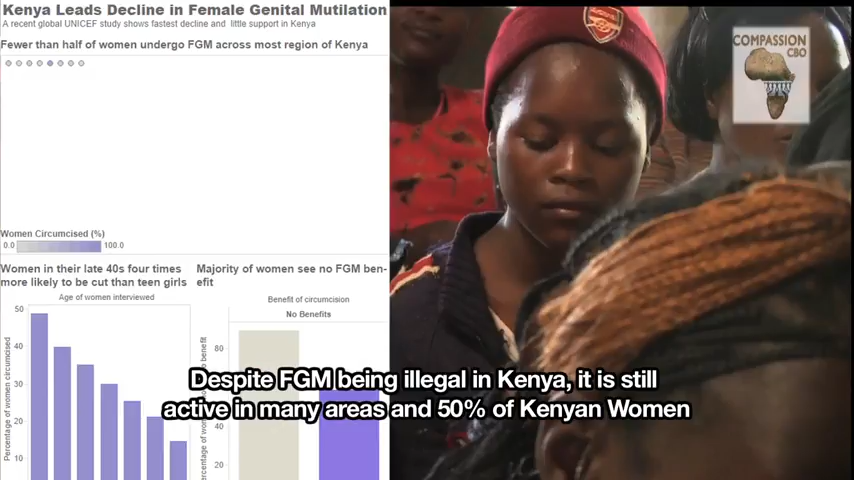 Kenya Leads Decline in Female Genital Mutilation
A recent global UNICEF study shows fastest decline and little support in Kenya
Fewer than half of women undergo FGM across most region of Kenya
Women Circumcised (%)
0.0 100.0
Women in their late 40s four times
more likely to be cut than teen girls
Age of women interviewed
50
40
30
20
10
Percentage of women circumcised
Majority of women see no FGM ben-
efit
Benefit of circumcision
No Benefits
80
40
20
COMPASSION
CBO
Despite FGM being illegal in Kenya, it is still
active in many areas and 50% of Kenyan Women